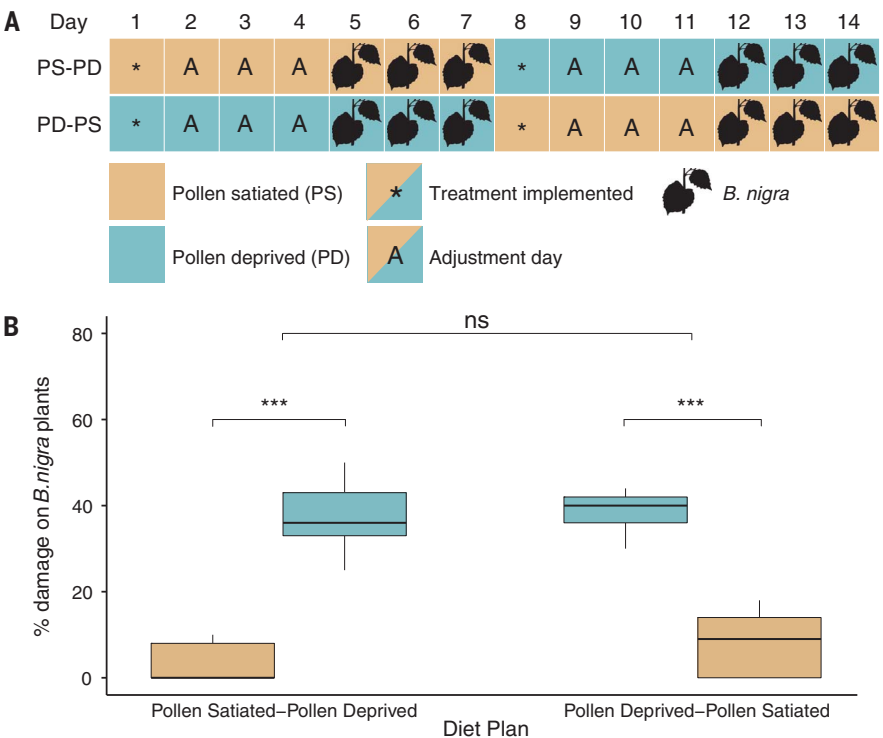 A
Day 1 2 3 4 5 6 7 8 9 10 11 12 13 14
PS-PD * A A A * A A A
PD-PS * A A A * A A A
Pollen satiated (PS) * Treatment implemented B. nigra
Pollen deprived (PD) A Adjustment day
B
ns
80
*** ***
60
40
20
0
% damage on B.nigra plants
Pollen Satiated–Pollen Deprived Pollen Deprived–Pollen Satiated
Diet Plan